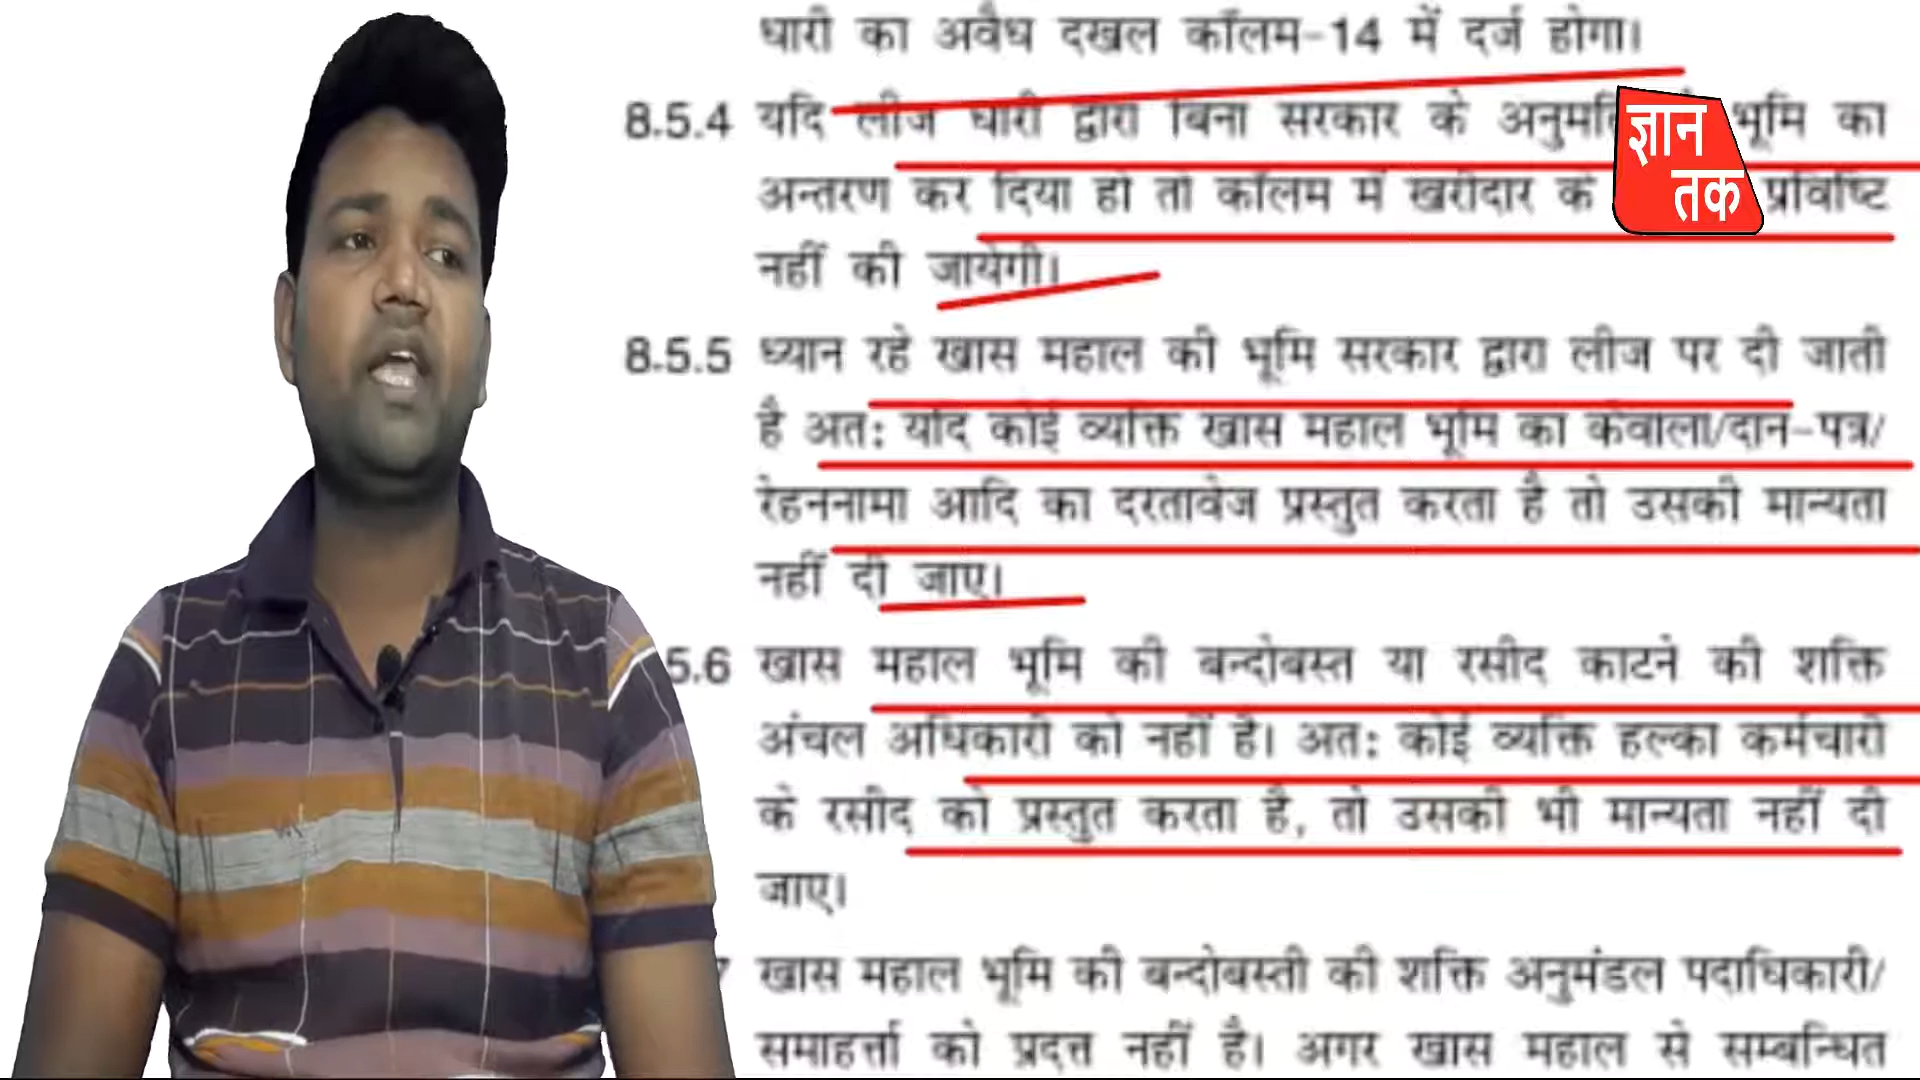 धारी का अवैध दखल कॉलम-14 में दर्ज होगा।
8.5.4 यदि लीज धारी द्वारा बिना सरकार के भूमि का
अन्तरण कर दिया हो तो कॉलम में खरीदार के प्रविष्टि
नहीं की जायेगी।
ज्ञान
तक
8.5.5 ध्यान रहे खास महाल की भूमि सरकार द्वारा लीज पर दी जाती
है अत: यदि कोई व्यक्ति खास महाल भूमि का केवाला/दान-पत्र/
रेहननामा आदि का दस्तावेज प्रस्तुत करता है तो उसकी मान्यता
नहीं दी जाए।
5.6 खास महाल भूमि की बन्दोबस्त या रसीद काटने की शक्ति
अंचल अधिकारी को नहीं है। अत: कोई व्यक्ति हल्का कर्मचारी
के रसीद को प्रस्तुत करता है, तो उसकी भी मान्यता नहीं दी
जाए।
खास महाल भूमि की बन्दोबस्ती की शक्ति अनुमंडल पदाधिकारी/
समाहर्त्ता को प्रदत्त नहीं है। अगर खास महाल से सम्बन्धित